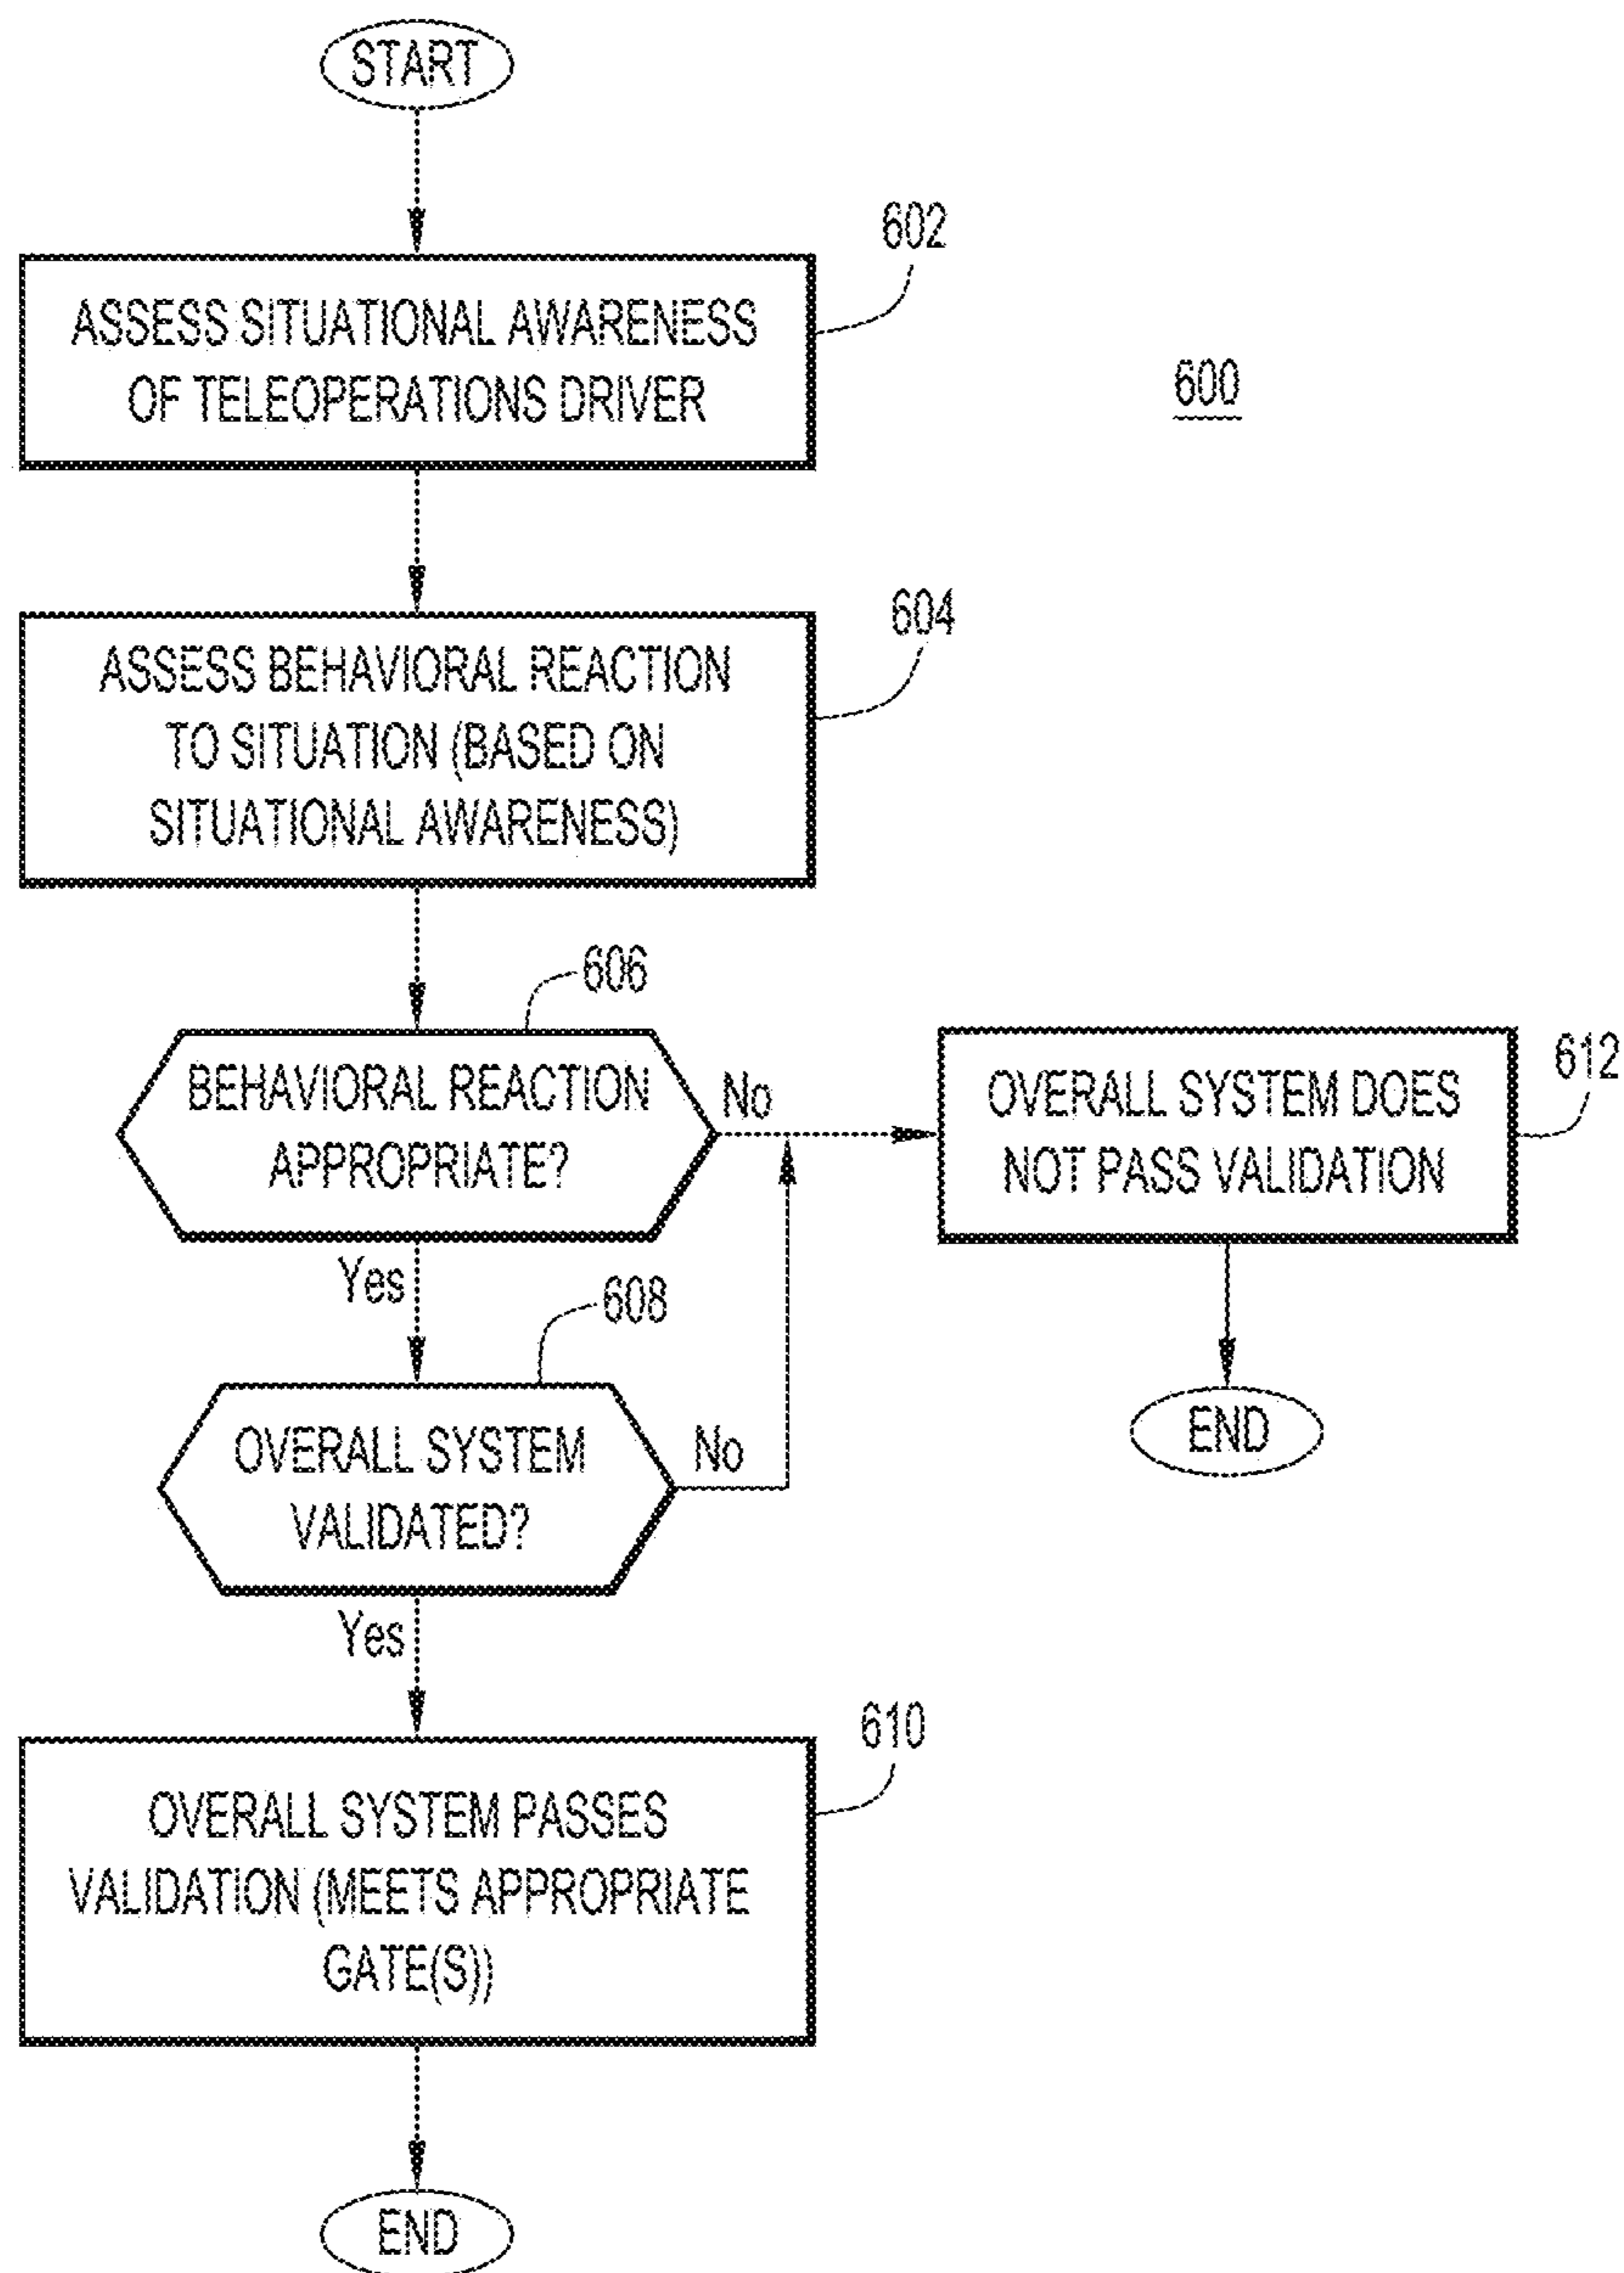 START
602
ASSESS SITUATIONAL AWARENESS
OF TELEOPERATIONS DRIVER
600
604
ASSESS BEHAVIORAL REACTION
TO SITUATION (BASED ON
SITUATIONAL AWARENESS)
606
BEHAVIORAL REACTION
APPROPRIATE?
No
612
OVERALL SYSTEM DOES
NOT PASS VALIDATION
Yes
608
OVERALL SYSTEM
VALIDATED?
No
END
Yes
610
OVERALL SYSTEM PASSES
VALIDATION (MEETS APPROPRIATE
GATE(S))
END